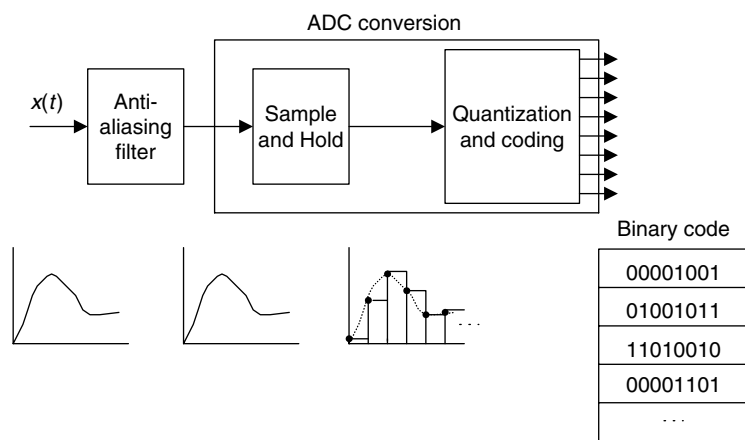 ADC conversion
x(t)
Anti-
aliasing
filter
Sample
and Hold
Quantization
and coding
Binary code
00001001
01001011
11010010
00001101
...
...